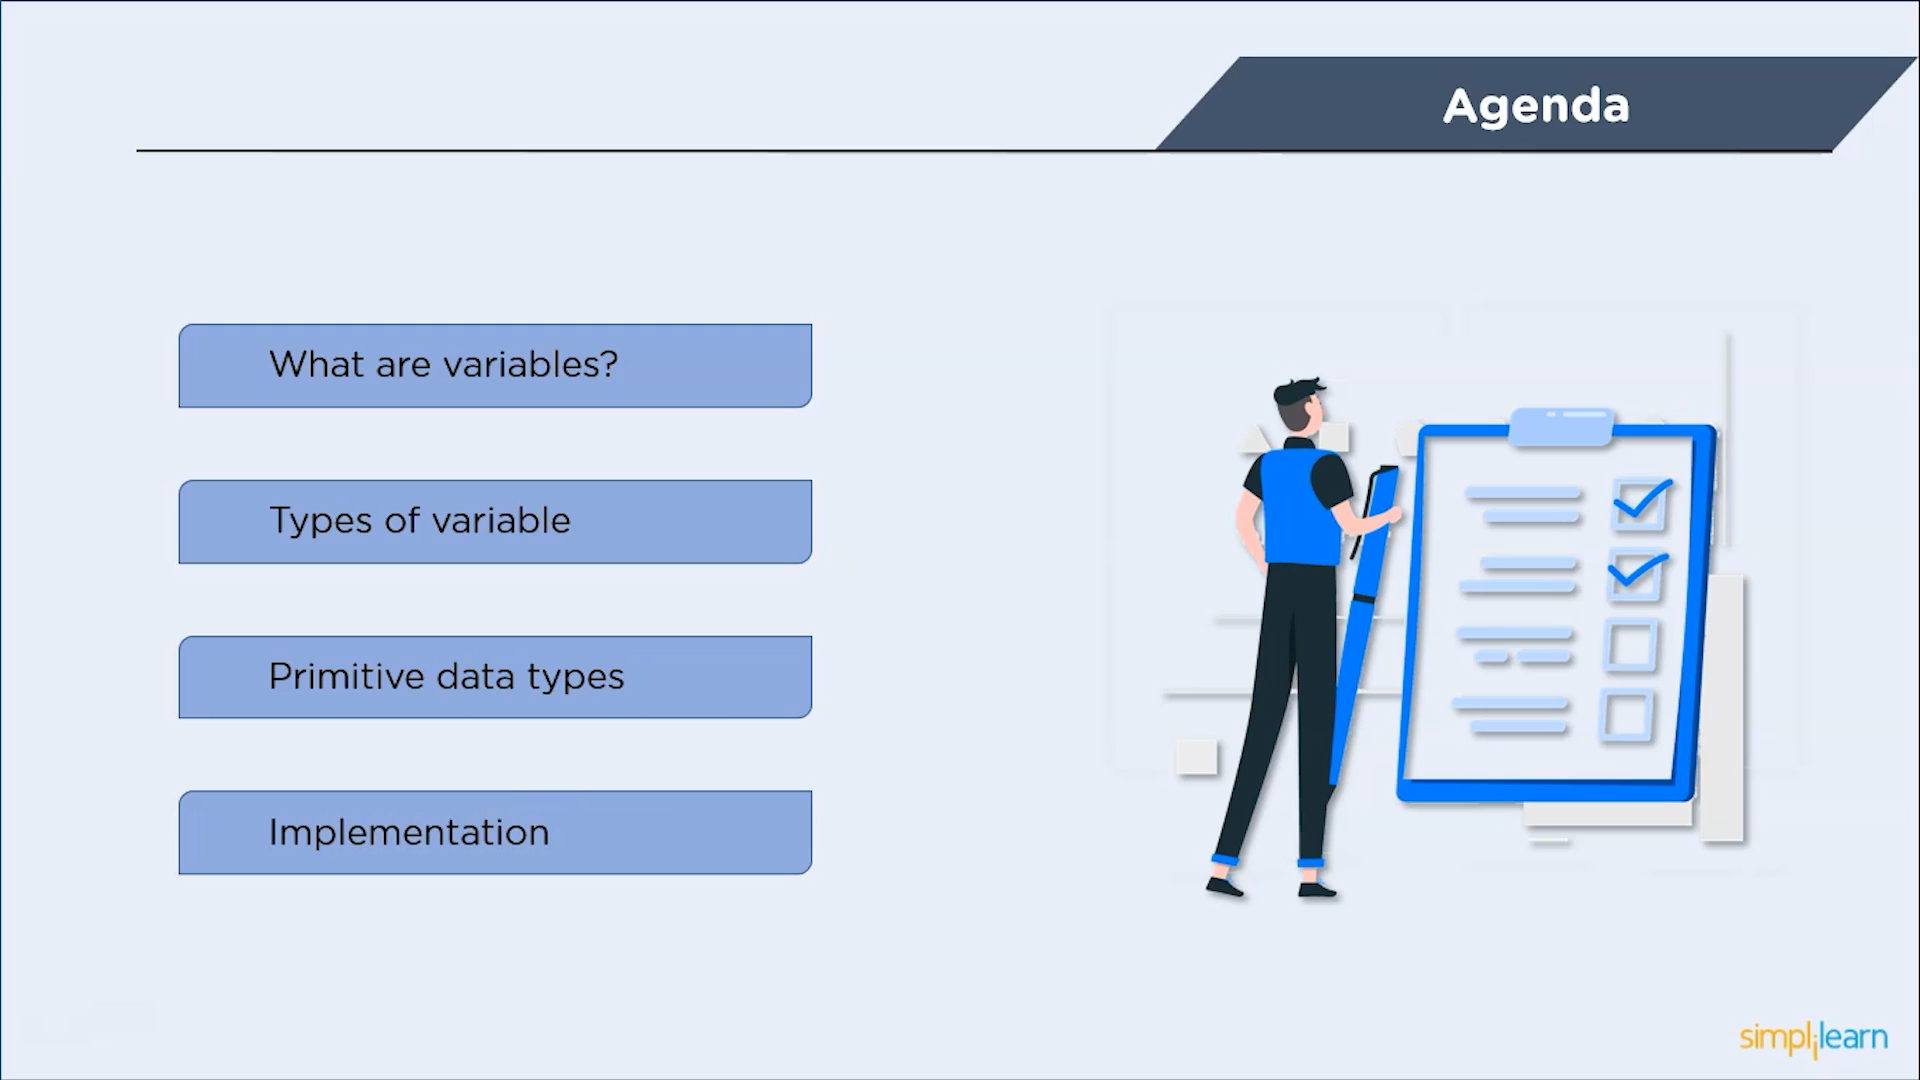 Agenda
What are variables?
Types of variable
Primitive data types
Implementation
simplilearn